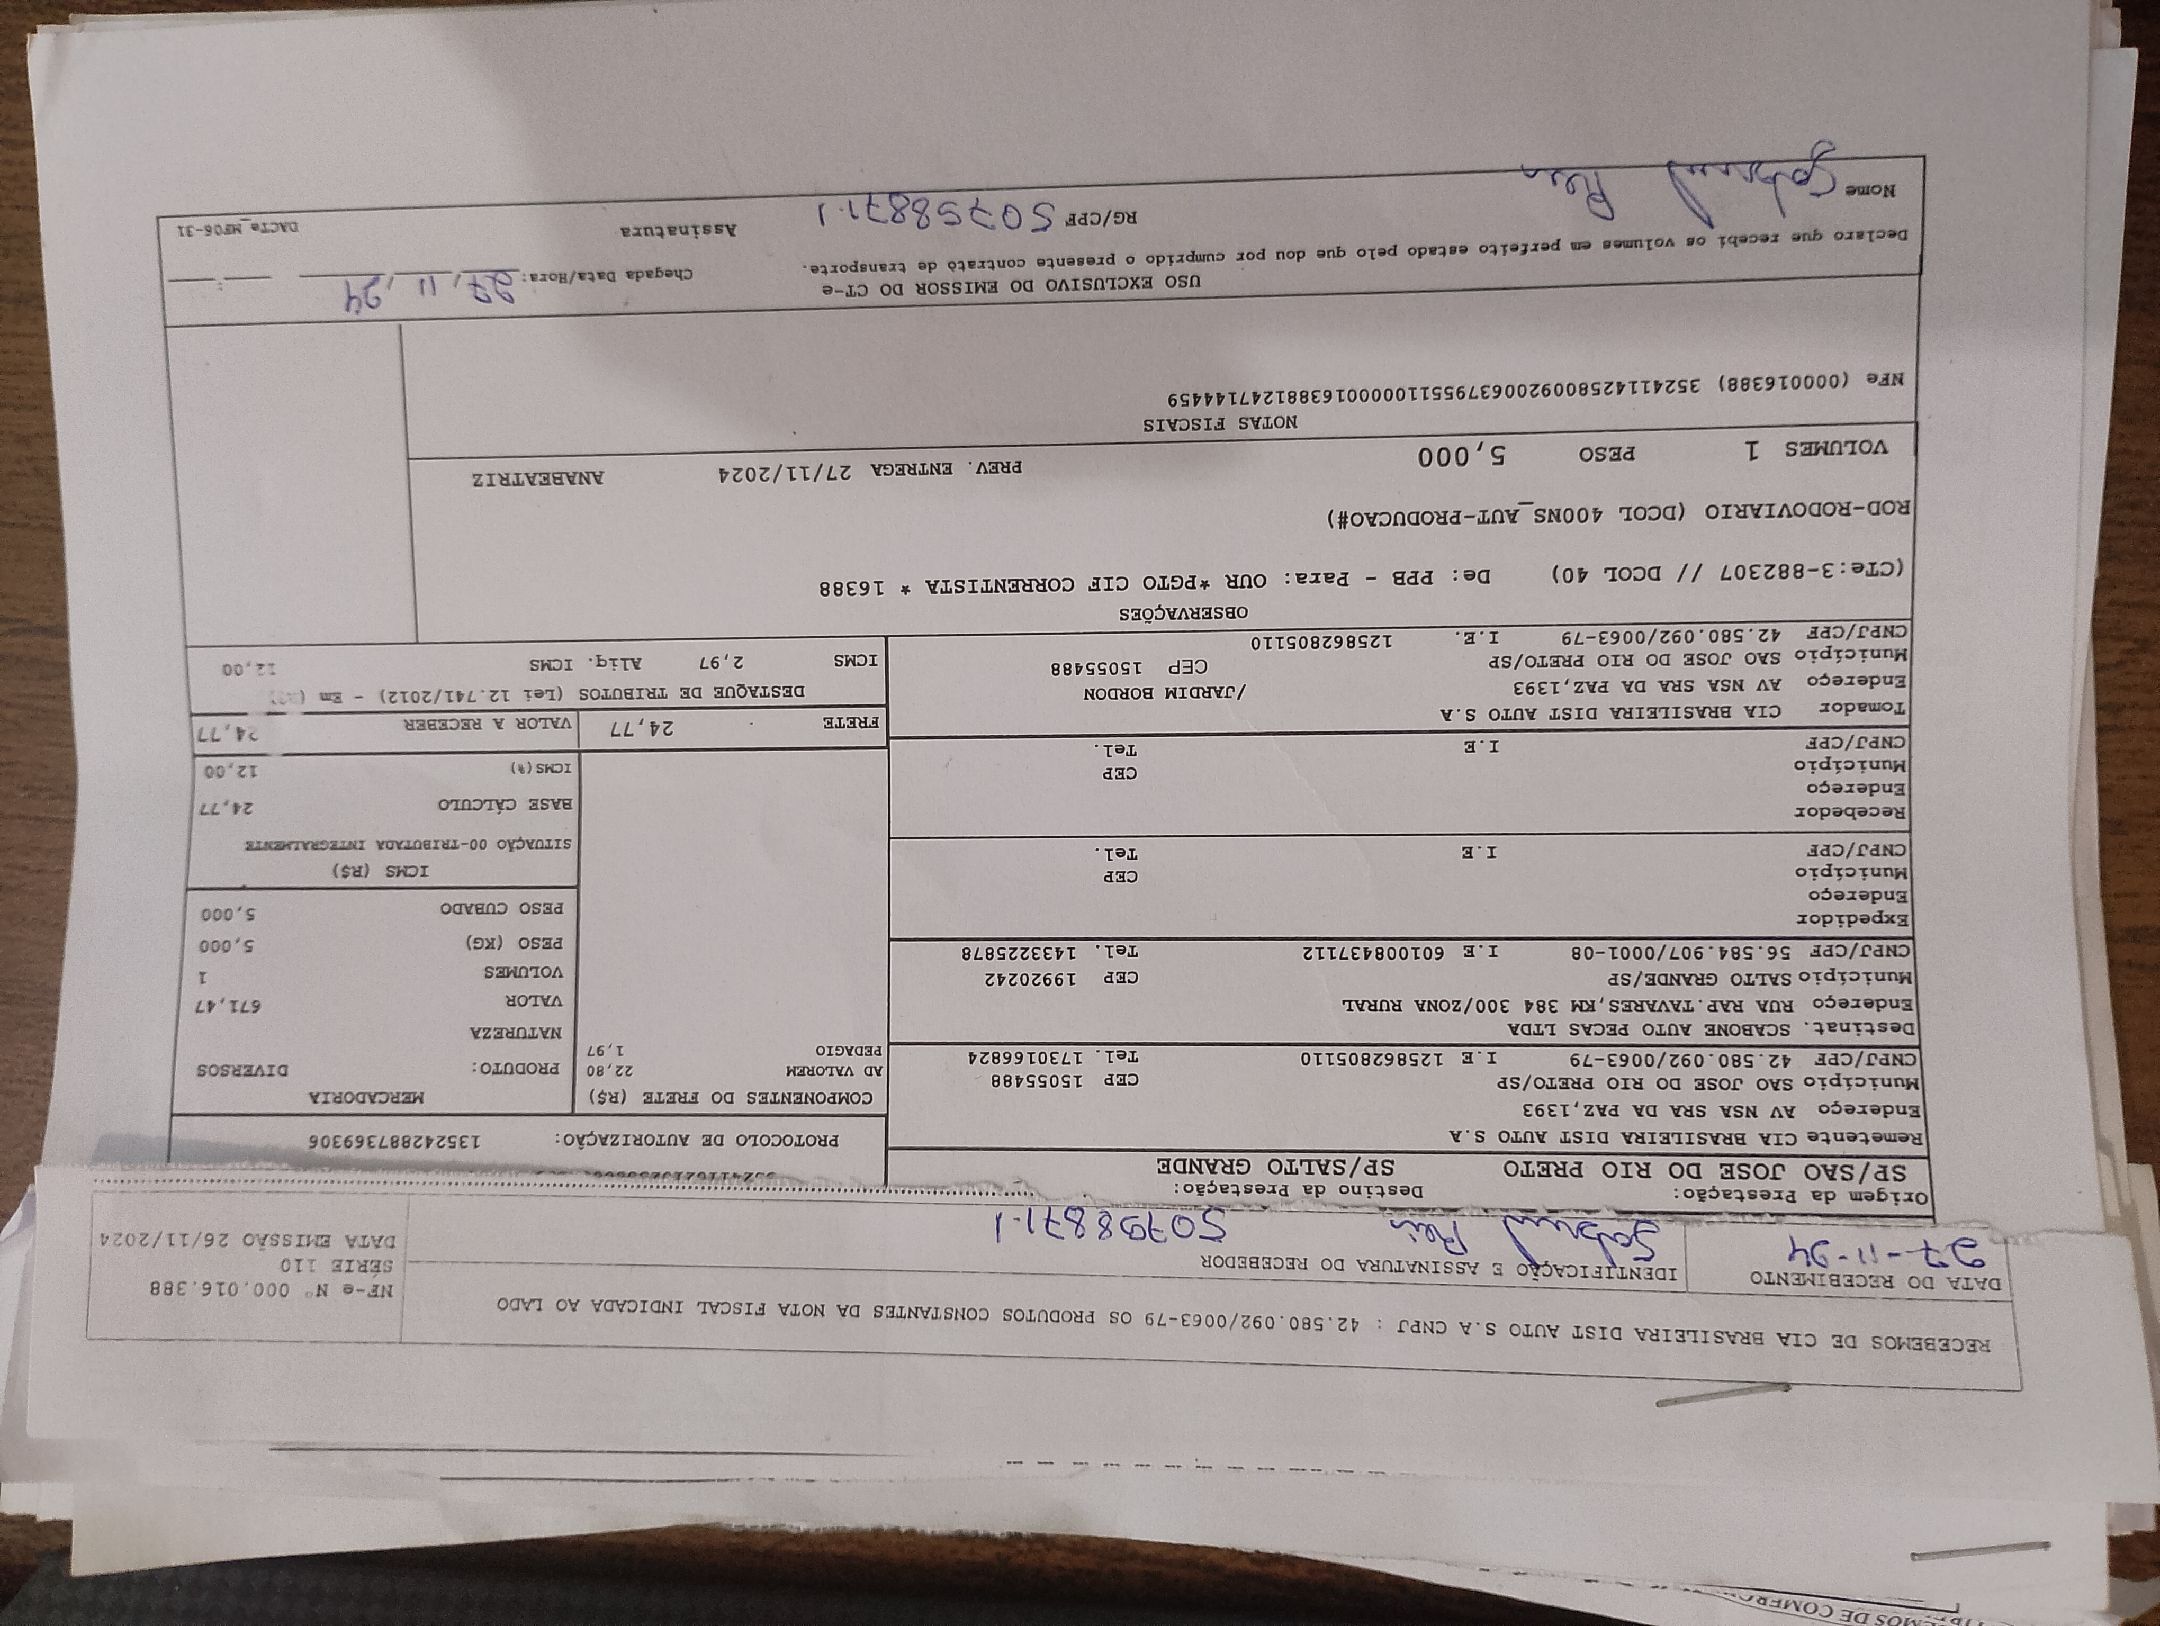 RECEBEMOS DE CIA BRASILEIRA DIST AUTO S.A CNPJ : 42.580.092/0063-79 OS PRODUTOS CONSTANTES DA NOTA FISCAL INDICADA AO LADO
NF-e Nº 000.016.388
SÉRIE 110
DATA EMISSÃO 26/11/2024
DATA DO RECEBIMENTO
27-11-24
IDENTIFICAÇÃO E ASSINATURA DO RECEBEDOR
Gabriel Reis 50798871-1
Origem da Prestação:
SP/SAO JOSE DO RIO PRETO
Destino da Prestação:
SP/SALTO GRANDE
Remetente CIA BRASILEIRA DIST AUTO S.A
Endereço AV NSA SRA DA PAZ,1393
Município SAO JOSE DO RIO PRETO/SP CEP 15055488
CNPJ/CPF 42.580.092/0063-79 I.E 125862805110 Tel. 1730166824
Destinat. SCABONE AUTO PECAS LTDA
Endereço RUA RAP.TAVARES,KM 384 300/ZONA RURAL
Município SALTO GRANDE/SP CEP 19920242
CNPJ/CPF 56.584.907/0001-08 I.E 601008437112 Tel. 1433225878
Expedidor
Endereço
Município CEP
CNPJ/CPF I.E Tel.
Recebedor
Endereço
Município CEP
CNPJ/CPF I.E Tel.
Tomador CIA BRASILEIRA DIST AUTO S.A
Endereço AV NSA SRA DA PAZ,1393 /JARDIM BORDON
Município SAO JOSE DO RIO PRETO/SP CEP 15055488
CNPJ/CPF 42.580.092/0063-79 I.E. 125862805110
PROTOCOLO DE AUTORIZAÇÃO: 135242887369306
COMPONENTES DO FRETE (R$)
AD VALOREM 22,80
PEDAGIO 1,97
MERCADORIA
PRODUTO: DIVERSOS
NATUREZA
VALOR 671,47
VOLUMES 1
PESO (KG) 5,000
PESO CUBADO 5,000
ICMS (R$)
SITUAÇÃO 00-TRIBUTADA INTEGRALMENTE
BASE CÁLCULO 24,77
ICMS(%) 12,00
FRETE 24,77
VALOR A RECEBER 24,77
DESTAQUE DE TRIBUTOS (Lei 12.741/2012) - Em
ICMS 2,97 Aliq. ICMS 12,00
OBSERVAÇÕES
(CTe:3-882307 // DCOL 40) De: PPB - Para: OUR *PGTO CIF CORRENTISTA * 16388
ROD-RODOVIARIO (DCOL 400NS_AUT-PRODUCAO#)
VOLUMES 1 PESO 5,000 PREV. ENTREGA 27/11/2024 ANABEATRIZ
NOTAS FISCAIS
NFe (000016388) 35241142580092006379551100000163881247144459
USO EXCLUSIVO DO EMISSOR DO CT-e
Declaro que recebi os volumes em perfeito estado pelo que dou por cumprido o presente contrato de transporte.
Chegada Data/Hora: 27/11/24 :
Nome Gabriel Reis RG/CPF 50798871-1 Assinatura DACTe_MF06-31